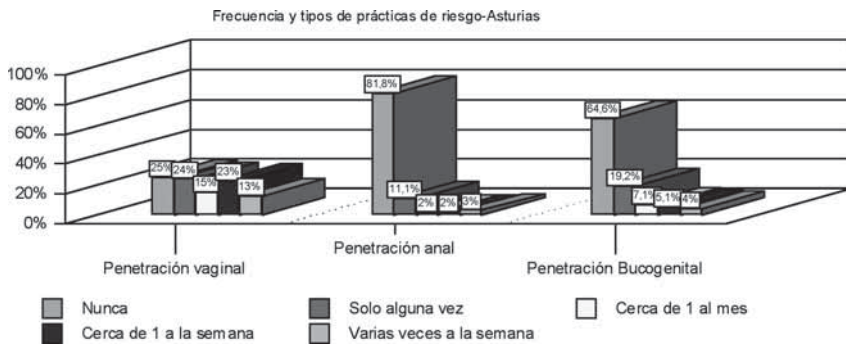 Frecuencia y tipos de prácticas de riesgo-Asturias
100%
80%
60%
40%
20%
0%
25%
24%
15%
23%
13%
81,8%
11,1%
2%
2%
3%
64,6%
19,2%
7,1%
5,1%
4%
Penetración vaginal
Penetración anal
Penetración Bucogenital
Nunca
Solo alguna vez
Cerca de 1 al mes
Cerca de 1 a la semana
Varias veces a la semana